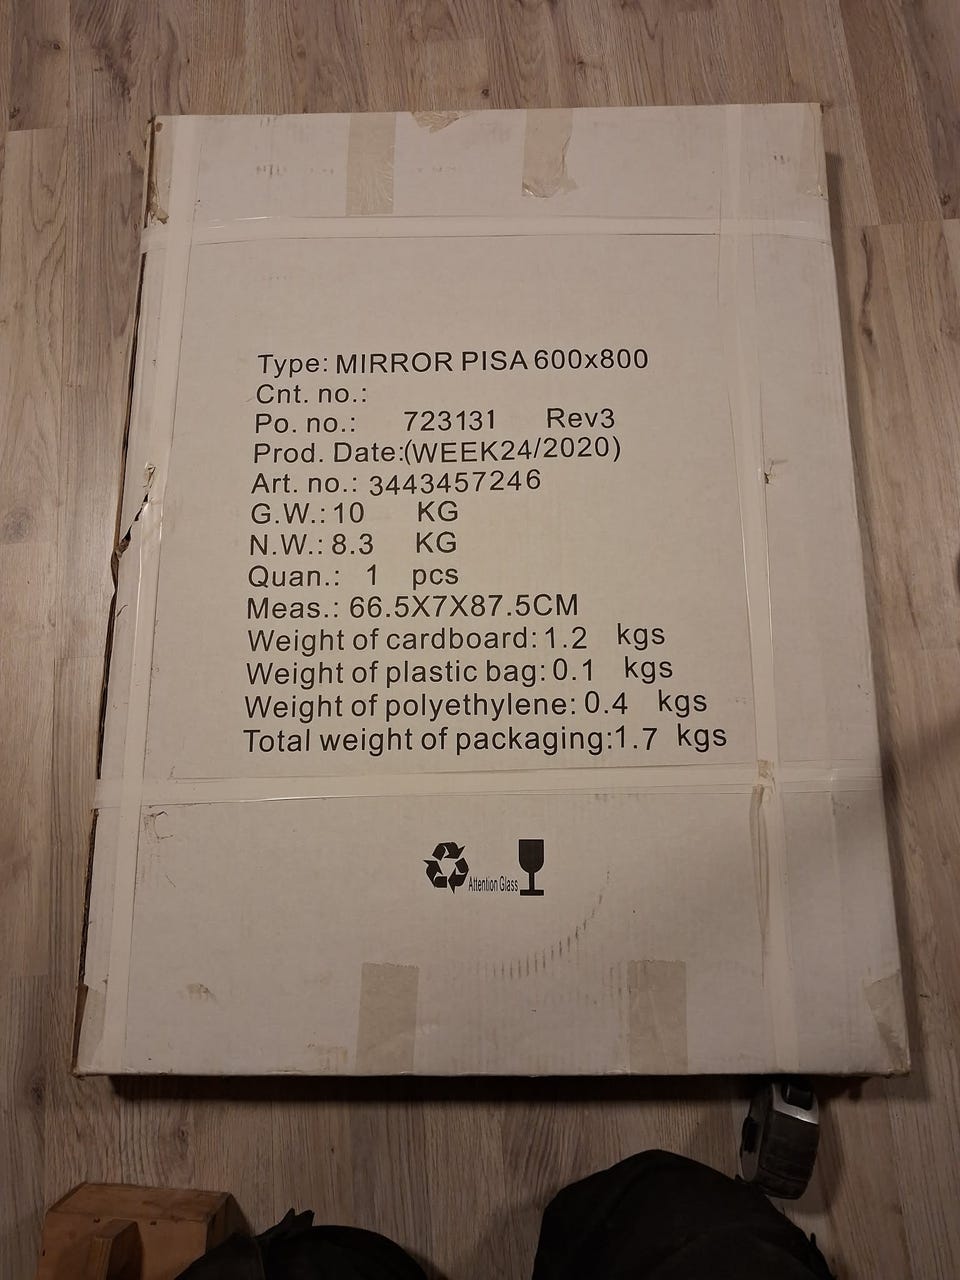 Type: MIRROR PISA 600x800
Cnt. no.:
Po. no.: 723131 Rev3
Prod. Date:(WEEK24/2020)
Art. no.: 3443457246
G.W.: 10 KG
N.W.: 8.3 KG
Quan.: 1 pcs
Meas.: 66.5X7X87.5CM
Weight of cardboard: 1.2 kgs
Weight of plastic bag: 0.1 kgs
Weight of polyethylene: 0.4 kgs
Total weight of packaging:1.7 kgs
Attention Glass